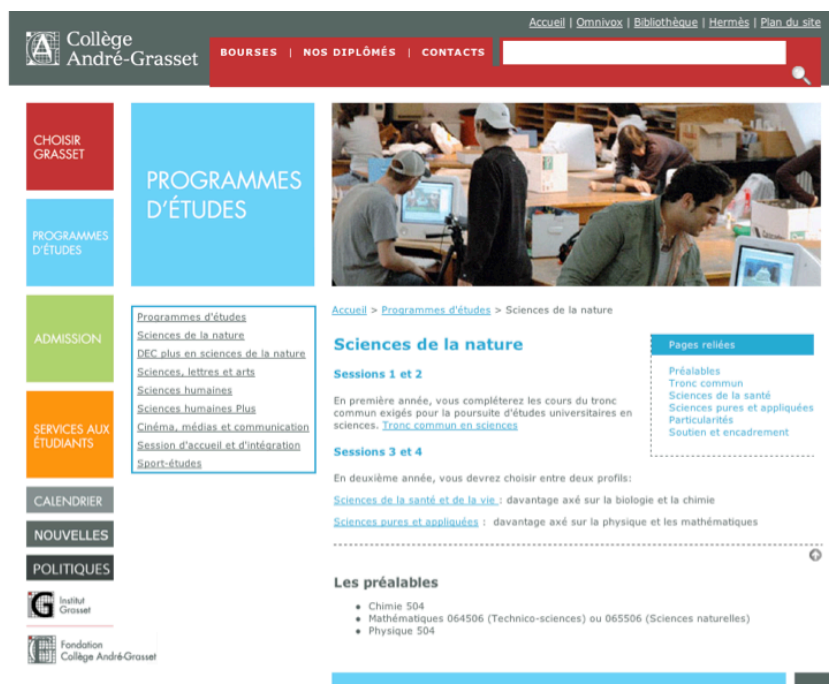 Accueil | Omnivox | Bibliothèque | Hermès | Plan du site
Collège
André-Grasset
BOURSES | NOS DIPLÔMÉS | CONTACTS
CHOISIR
GRASSET
PROGRAMMES
D'ÉTUDES
ADMISSION
SERVICES AUX
ÉTUDIANTS
CALENDRIER
NOUVELLES
POLITIQUES
Institut
Grasset
Fondation
Collège André-Grasset
PROGRAMMES
D'ÉTUDES
Programmes d'études
Sciences de la nature
DEC plus en sciences de la nature
Sciences, lettres et arts
Sciences humaines
Sciences humaines Plus
Cinéma, médias et communication
Session d'accueil et d'intégration
Sport-études
Accueil > Programmes d'études > Sciences de la nature
Sciences de la nature
Sessions 1 et 2
En première année, vous compléterez les cours du tronc
commun exigés pour la poursuite d'études universitaires en
sciences. Tronc commun en sciences
Sessions 3 et 4
En deuxième année, vous devrez choisir entre deux profils:
Sciences de la santé et de la vie : davantage axé sur la biologie et la chimie
Sciences pures et appliquées : davantage axé sur la physique et les mathématiques
Pages reliées
Préalables
Tronc commun
Sciences de la santé
Sciences pures et appliquées
Particularités
Soutien et encadrement
Les préalables
• Chimie 504
• Mathématiques 064506 (Technico-sciences) ou 065506 (Sciences naturelles)
• Physique 504